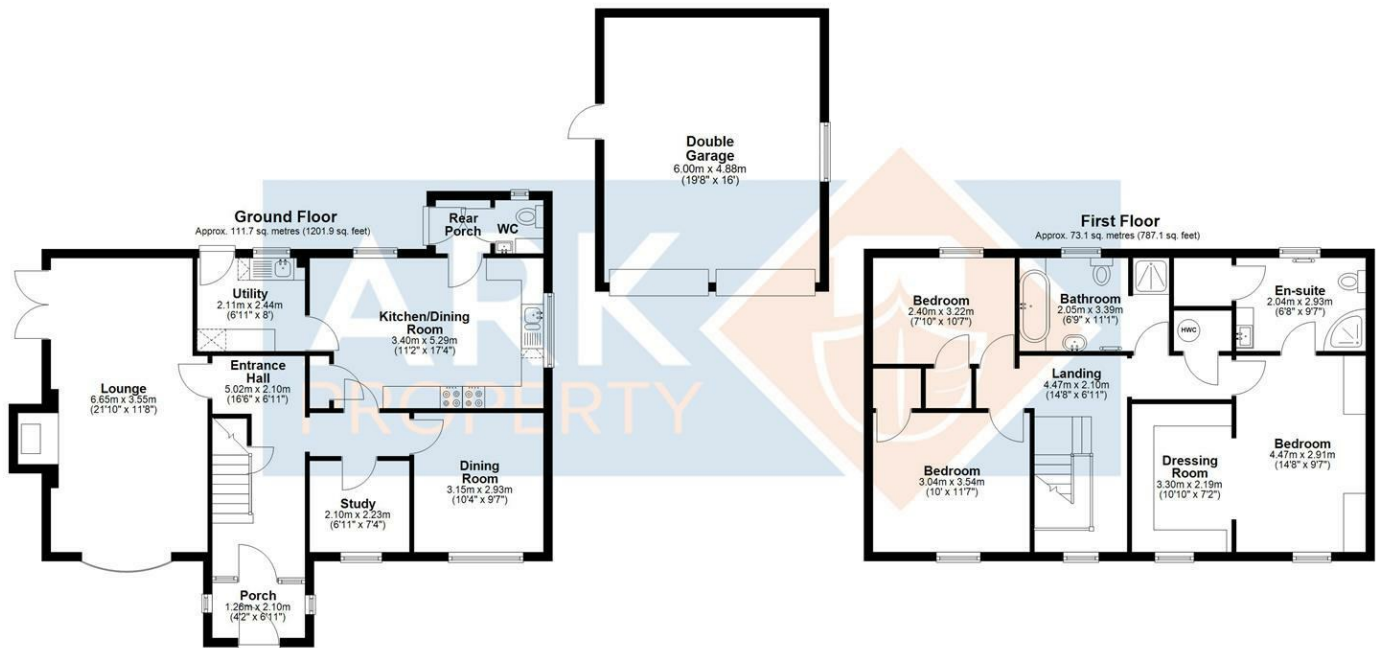 Ground Floor
Approx. 111.7 sq. metres (1201.9 sq. feet)
Double
Garage
6.00m x 4.88m
(19'8" x 16')
Rear
Porch
WC
Utility
2.11m x 2.44m
(6'11" x 8')
Kitchen/Dining
Room
3.40m x 5.29m
(11'2" x 17'4")
Entrance
Hall
5.02m x 2.10m
(16'6" x 6'11")
Lounge
6.65m x 3.55m
(21'10" x 11'8")
Dining
Room
3.15m x 2.93m
(10'4" x 9'7")
Study
2.10m x 2.23m
(6'11" x 7'4")
Porch
1.26m x 2.10m
(4'2" x 6'11")
First Floor
Approx. 73.1 sq. metres (787.1 sq. feet)
Bedroom
2.40m x 3.22m
(7'10" x 10'7")
Bathroom
2.05m x 3.39m
(6'9" x 11'1")
En-suite
2.04m x 2.93m
(6'8" x 9'7")
HWC
Landing
4.47m x 2.10m
(14'8" x 6'11")
Bedroom
3.04m x 3.54m
(10' x 11'7")
Dressing
Room
3.30m x 2.19m
(10'10" x 7'2")
Bedroom
4.47m x 2.91m
(14'8" x 9'7")
ARK
PROPERTY